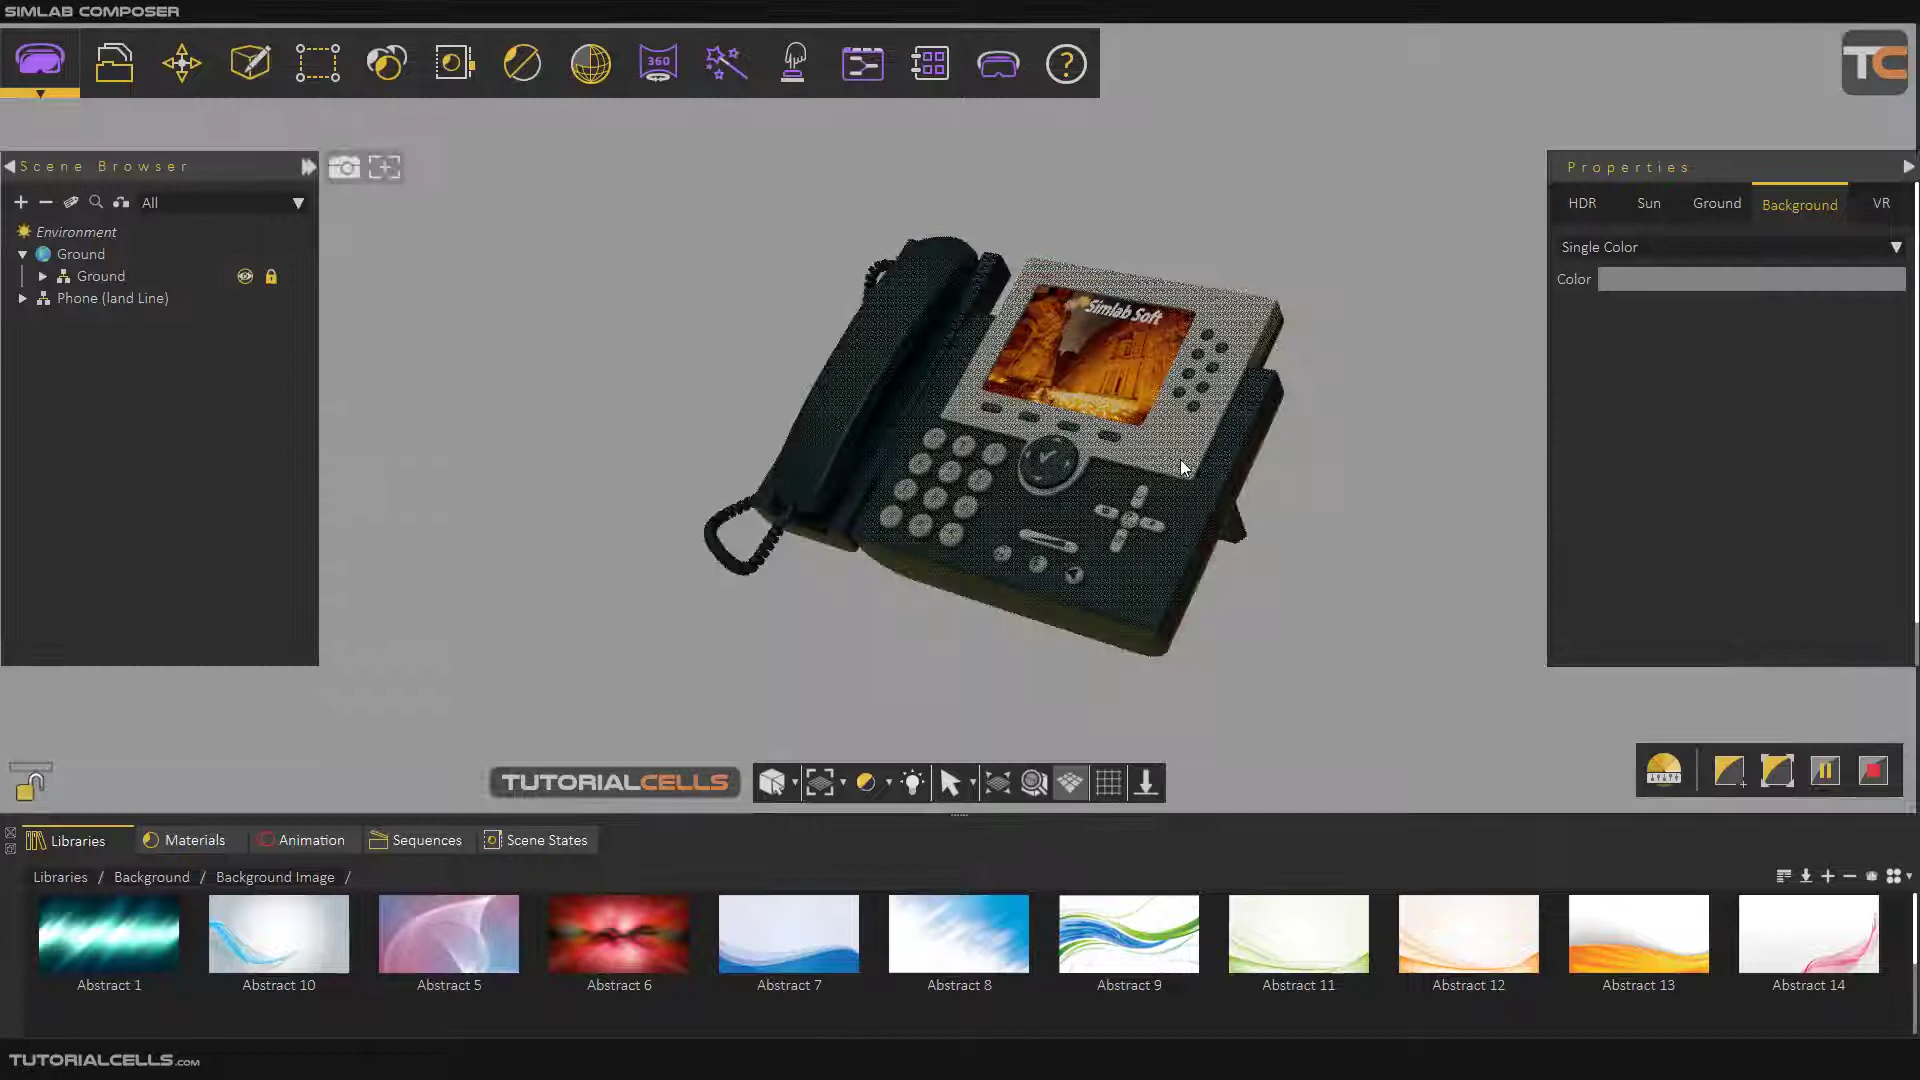 SIMLAB COMPOSER
360
?
TC
Scene Browser
All
Environment
Ground
Ground
Phone (land Line)
Simlab Soft
Properties
HDR Sun Ground Background VR
Single Color
Color
TUTORIALCELLS
Libraries Materials Animation Sequences Scene States
Libraries / Background / Background Image /
Abstract 1 Abstract 10 Abstract 5 Abstract 6 Abstract 7 Abstract 8 Abstract 9 Abstract 11 Abstract 12 Abstract 13 Abstract 14
TUTORIALCELLS.COM